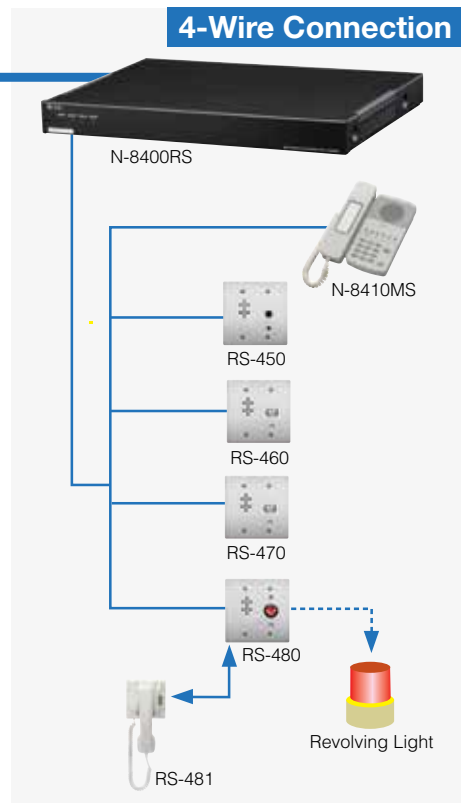 4-Wire Connection
N-8400RS
N-8410MS
RS-450
RS-460
RS-470
RS-480
RS-481
Revolving Light